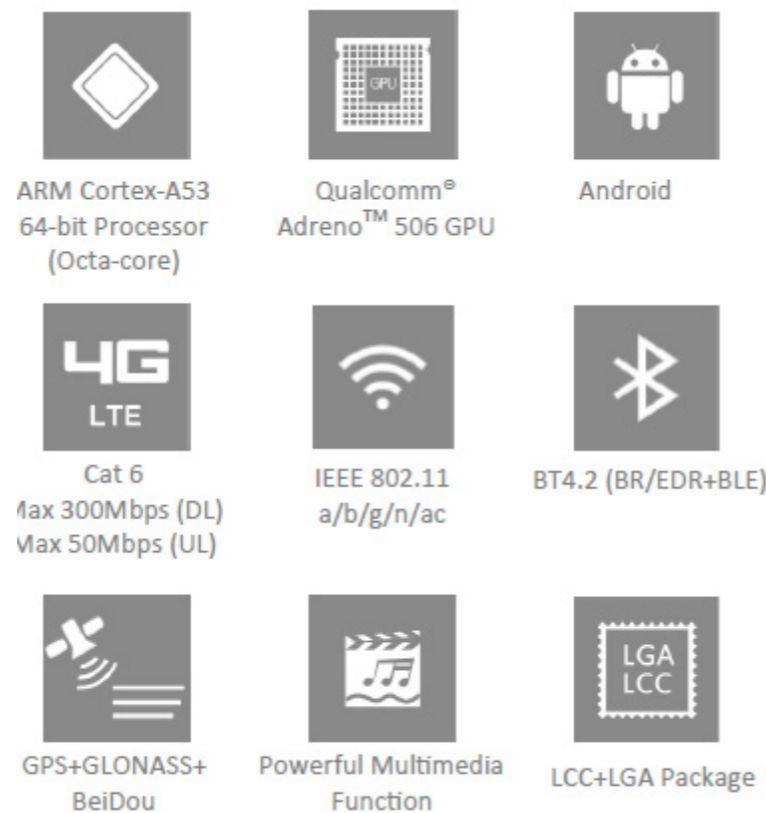 GPU
ARM Cortex-A53
64-bit Processor
(Octa-core)
Qualcomm®
Adreno™ 506 GPU
Android
4G
LTE
Cat 6
Max 300Mbps (DL)
Max 50Mbps (UL)
IEEE 802.11
a/b/g/n/ac
BT4.2 (BR/EDR+BLE)
GPS+GLONASS+
BeiDou
Powerful Multimedia
Function
LGA
LCC
LCC+LGA Package